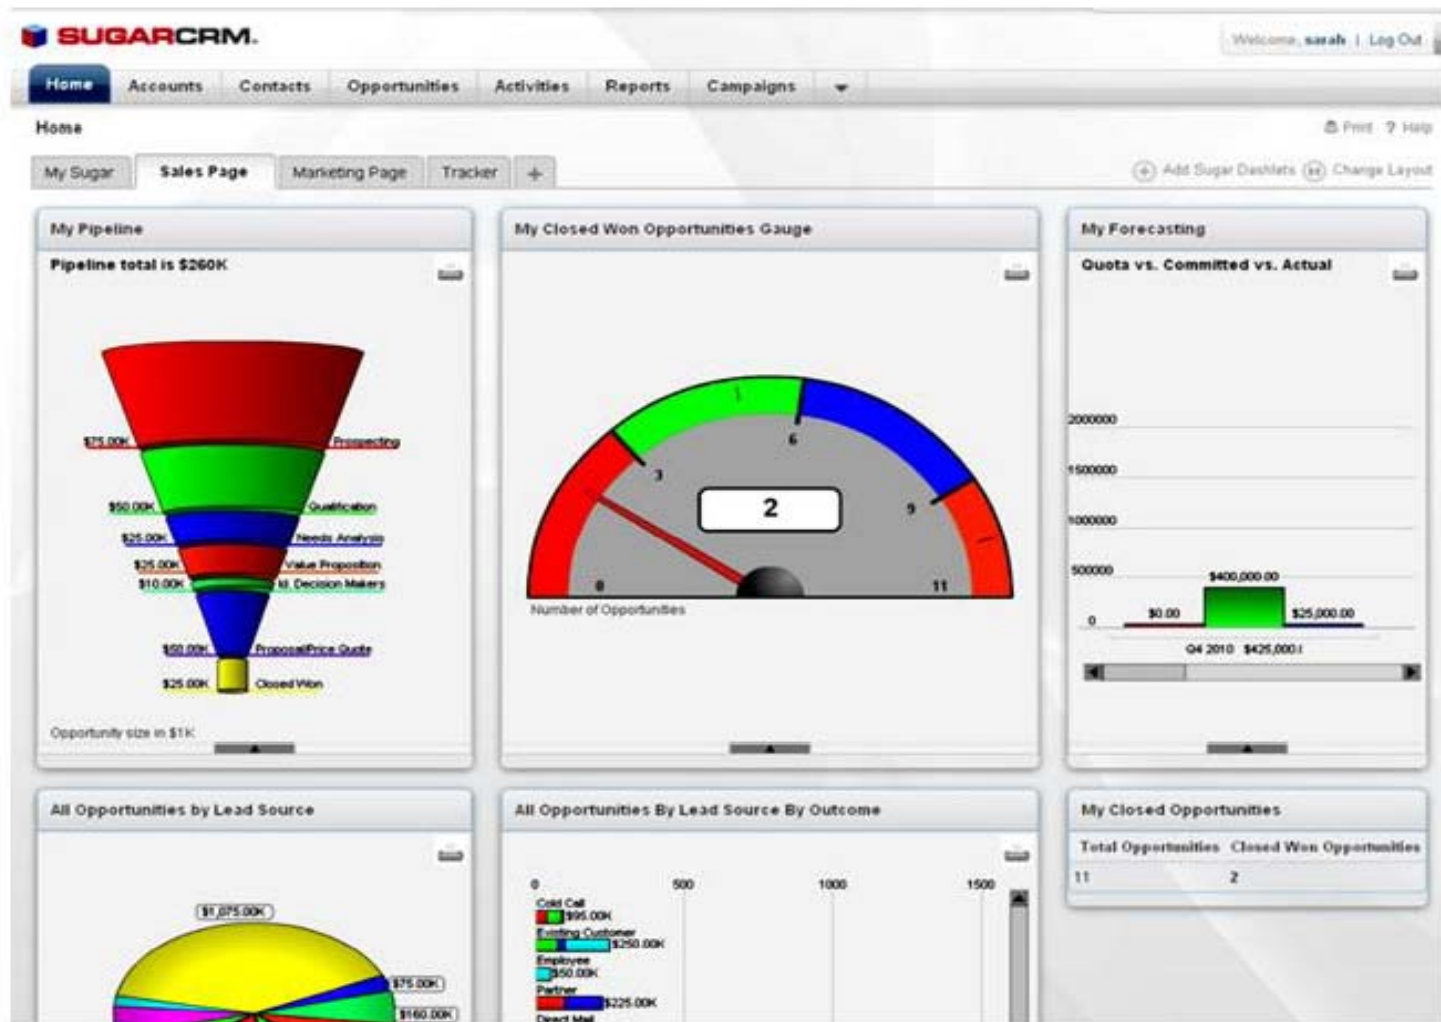 SUGARCRM.
Welcome, sarah | Log Out
Home Accounts Contacts Opportunities Activities Reports Campaigns
Home
Print ? Help
My Sugar Sales Page Marketing Page Tracker +
Add Sugar Dashlets Change Layout
My Pipeline
Pipeline total is $260K
$75.00K Prospecting
$50.00K Qualification
$25.00K Needs Analysis
$25.00K Value Proposition
$10.00K Id. Decision Makers
$50.00K Proposal/Price Quote
$25.00K Closed Won
Opportunity size in $1K
My Closed Won Opportunities Gauge
0 3 6 9 11
2
Number of Opportunities
My Forecasting
Quota vs. Committed vs. Actual
2000000
1500000
1000000
500000
0
$0.00 $400,000.00 $25,000.00
Q4 2010 $425,000.(
All Opportunities by Lead Source
$1,075.00K
$75.00K
$160.00K
All Opportunities By Lead Source By Outcome
0 500 1000 1500
Cold Call
$95.00K
Existing Customer
$250.00K
Employee
$50.00K
Partner
$225.00K
Direct Mail
My Closed Opportunities
Total Opportunities Closed Won Opportunities
11 2